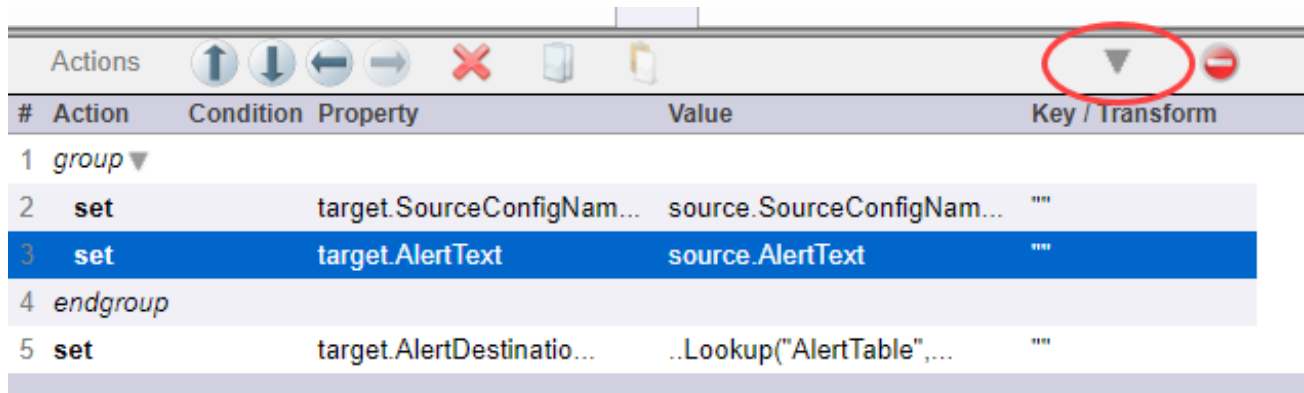 Actions
# Action Condition Property Value Key / Transform
1 group
2 set target.SourceConfigNam... source.SourceConfigNam... ""
3 set target.AlertText source.AlertText ""
4 endgroup
5 set target.AlertDestinatio... ..Lookup("AlertTable",... ""